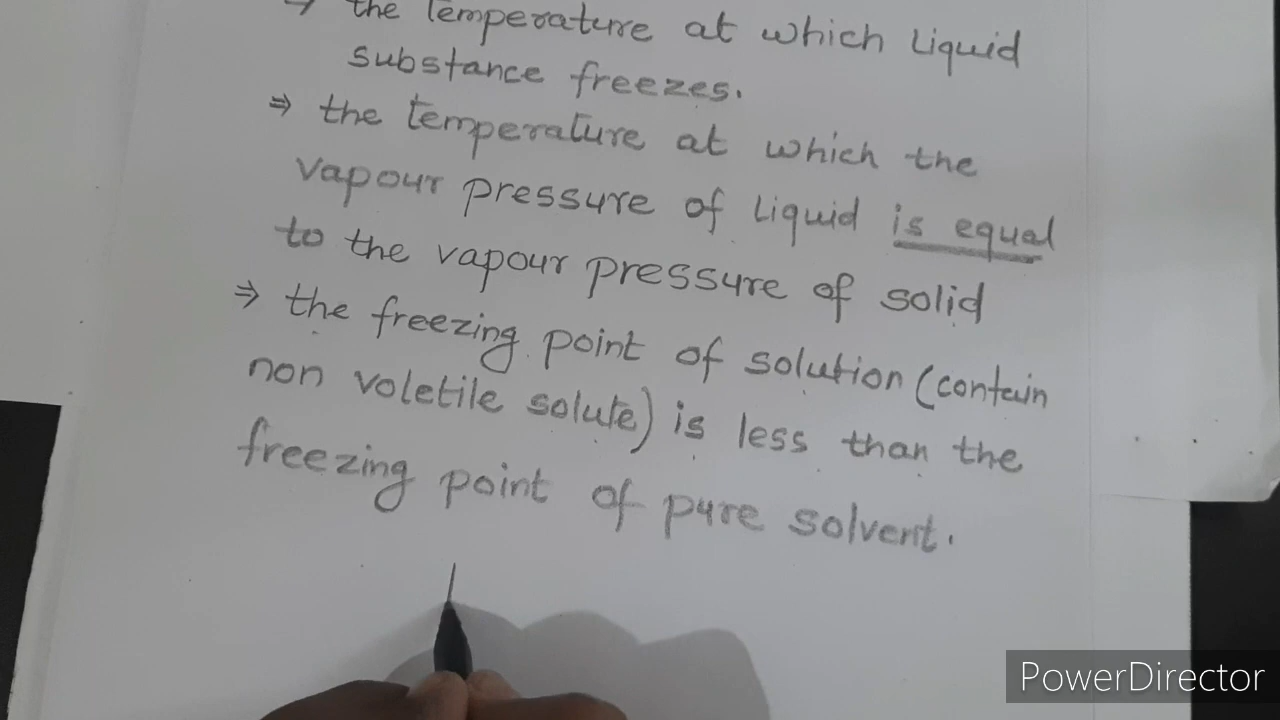 ⇒ the temperature at which liquid
substance freezes.
⇒ the temperature at which the
vapour pressure of liquid is equal
to the vapour pressure of solid
⇒ the freezing point of solution (contain
non voletile solute) is less than the
freezing point of pure solvent.
PowerDirector